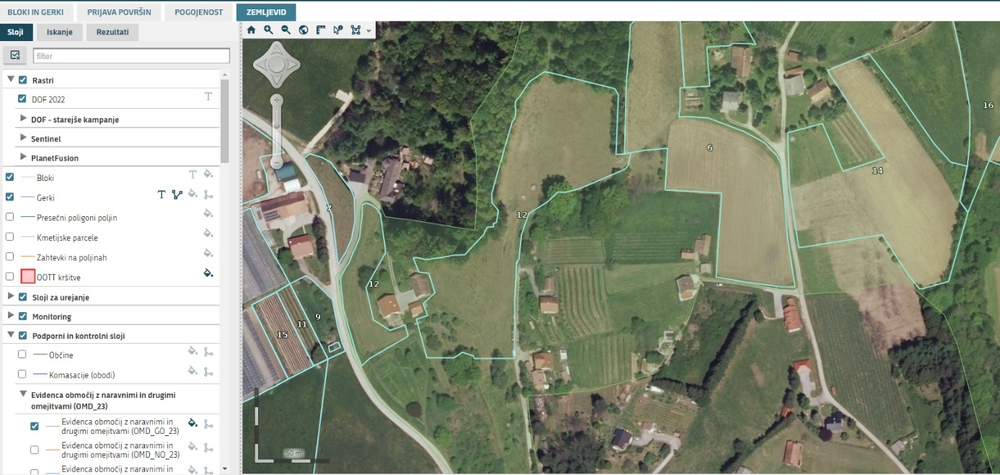 BLOKI IN GERKI PRIJAVA POVRŠIN POGOJENOST ZEMLJEVID
Sloji Iskanje Rezultati
filter
Rastri
DOF 2022
DOF - starejše kampanje
Sentinel
PlanetFusion
Bloki
Gerki
Presečni poligoni poljin
Kmetijske parcele
Zahtevki na poljinah
OOTT kršitve
Sloji za urejanje
Monitoring
Podporni in kontrolni sloji
Občine
Komasacije (obodi)
Evidenca območij z naravnimi in drugimi
omejitvami (OMD_23)
Evidenca območij z naravnimi in
drugimi omejitvami (OMD_GO_23)
Evidenca območij z naravnimi in
drugimi omejitvami (OMD_NO_23)
Evidenca območij z naravnimi in
16
6
14
7
12
12
9
11
15
50 m